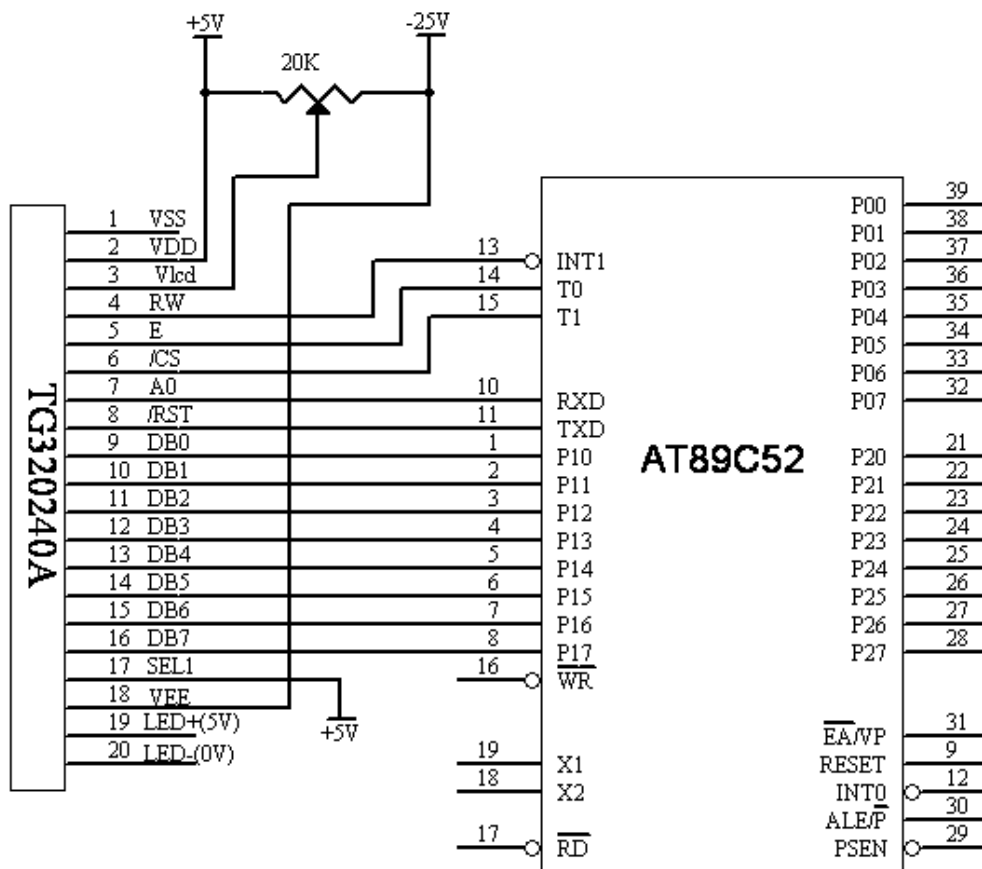 +5V
-25V
20K
TG320240A
1 VSS
2 VDD
3 Vlcd
4 RW
5 E
6 /CS
7 A0
8 /RST
9 DB0
10 DB1
11 DB2
12 DB3
13 DB4
14 DB5
15 DB6
16 DB7
17 SEL1
18 VEE
19 LED+(5V)
20 LED-(0V)
+5V
AT89C52
13 INT1
14 T0
15 T1
10 RXD
11 TXD
1 P10
2 P11
3 P12
4 P13
5 P14
6 P15
7 P16
8 P17
16 WR
19 X1
18 X2
17 RD
P00 39
P01 38
P02 37
P03 36
P04 35
P05 34
P06 33
P07 32
P20 21
P21 22
P22 23
P23 24
P24 25
P25 26
P26 27
P27 28
EA/VP 31
RESET 9
INT0 12
ALE/P 30
PSEN 29